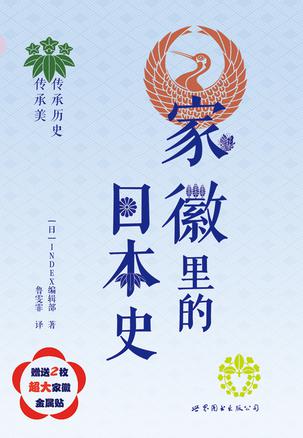 传承历史
传承美
家徽里的
日本史
［日］INDEX编辑部 著
鲁雯霏 译
赠送2枚
超大家徽
金属贴
世界图书出版公司